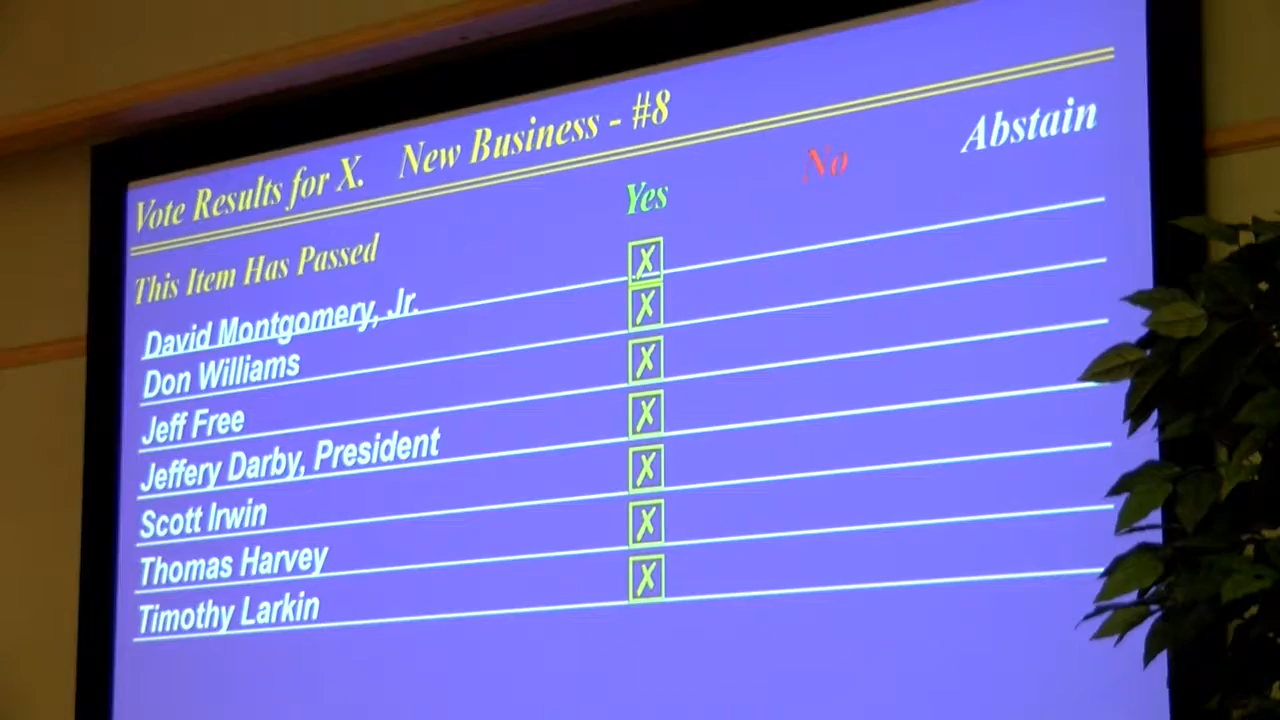 Vote Results for X. New Business - #8
Yes No Abstain
This Item Has Passed
David Montgomery, Jr. X
Don Williams X
Jeff Free X
Jeffery Darby, President X
Scott Irwin X
Thomas Harvey X
Timothy Larkin X